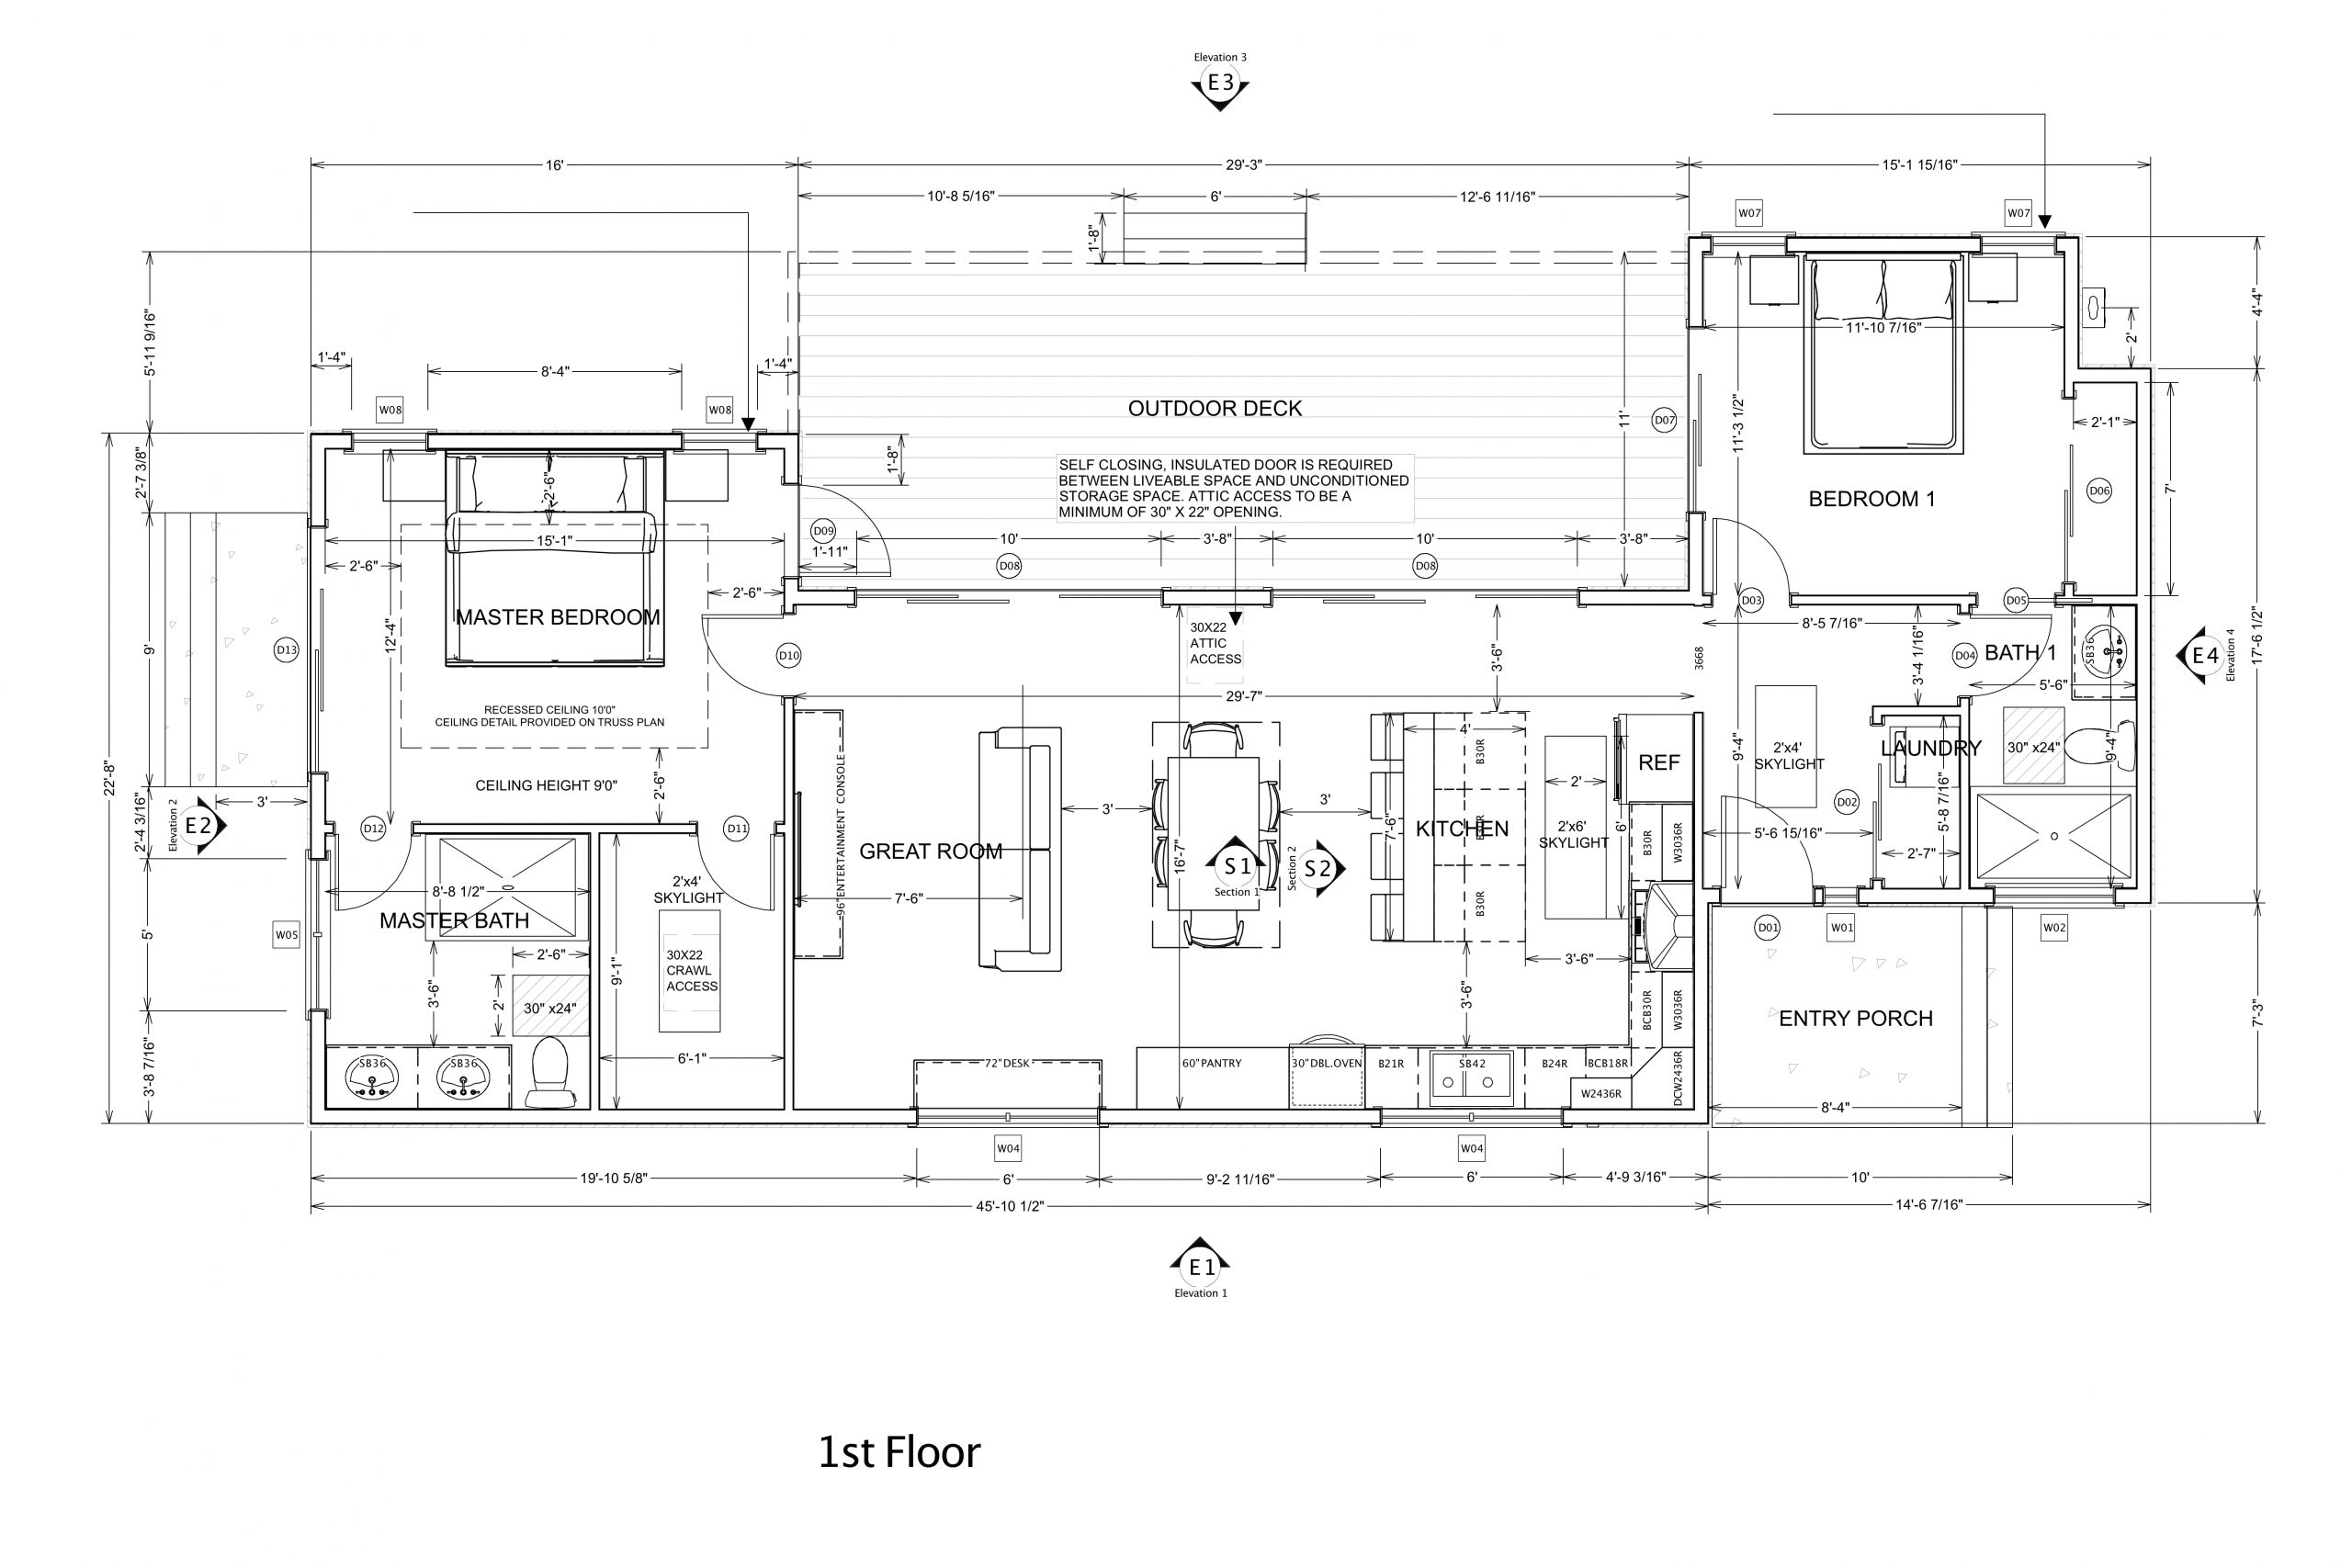 Elevation 3
E3
16'
29'-3"
15'-1 15/16"
10'-8 5/16"
6'
12'-6 11/16"
W07
W07
1'-8"
5'-11 9/16"
4'-4"
11'-10 7/16"
2'
1'-4"
8'-4"
1'-4"
W08
W08
OUTDOOR DECK
11'
D07
11'-3 1/2"
2'-1"
2'-7 3/8"
1'-8"
SELF CLOSING, INSULATED DOOR IS REQUIRED
BETWEEN LIVEABLE SPACE AND UNCONDITIONED
STORAGE SPACE. ATTIC ACCESS TO BE A
MINIMUM OF 30" X 22" OPENING.
BEDROOM 1
D06
7'
2'-6"
15'-1"
D09
1'-11"
10'
3'-8"
10'
3'-8"
2'-6"
D08
D08
2'-6"
D03
D05
MASTER BEDROOM
12'-4"
8'-5 7/16"
30X22
ATTIC
ACCESS
17'-6 1/2"
9'
D13
D10
3'-6"
3668
3'-4 1/16"
D04
BATH 1
SB36
E4
Elevation 4
5'-6"
29'-7"
RECESSED CEILING 10'0"
CEILING DETAIL PROVIDED ON TRUSS PLAN
4'
B30R
2'x4'
SKYLIGHT
LAUNDRY
30" x24"
9'-4"
9'-4"
22'-8"
CEILING HEIGHT 9'0"
2'-6"
96" ENTERTAINMENT CONSOLE
REF
2'
3'
3'
3'
D02
5'-8 7/16"
Elevation 2
E2
2'-4 3/16"
D12
D11
KITCHEN
B30R
7'-6"
2'x6'
SKYLIGHT
6'
B30R
W3036R
5'-6 15/16"
2'-7"
GREAT ROOM
16'-7"
S1
Section 1
Section 2
S2
8'-8 1/2"
2'x4'
SKYLIGHT
7'-6"
B30R
MASTER BATH
5'
W05
D01
W01
W02
2'-6"
30X22
CRAWL
ACCESS
9'-1"
3'-6"
3'-6"
2'
30" x24"
3'-6"
BCB30R
W3036R
ENTRY PORCH
7'-3"
3'-8 7/16"
SB36
SB36
6'-1"
72" DESK
60" PANTRY
30" DBL.OVEN
B21R
SB42
B24R
BCB18R
W2436R
DCW2436R
8'-4"
W04
W04
19'-10 5/8"
6'
9'-2 11/16"
6'
4'-9 3/16"
10'
45'-10 1/2"
14'-6 7/16"
E1
Elevation 1
1st Floor